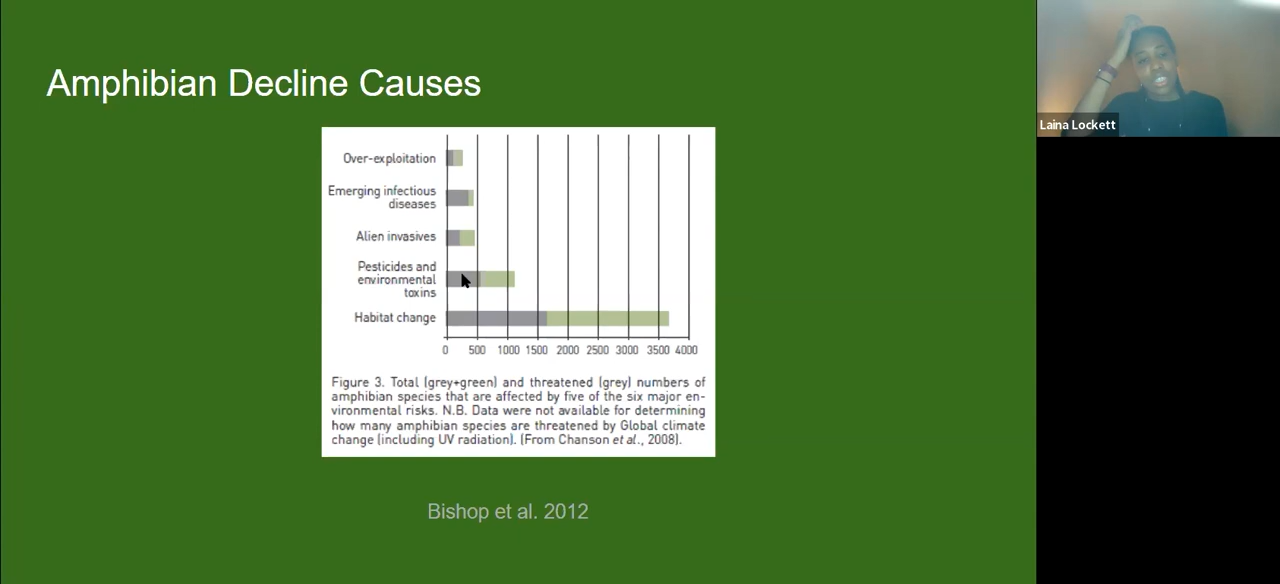 Amphibian Decline Causes
Laina Lockett
Over-exploitation
Emerging infectious
diseases
Alien invasives
Pesticides and
environmental
toxins
Habitat change
0 500 1000 1500 2000 2500 3000 3500 4000
Figure 3. Total (grey+green) and threatened (grey) numbers of
amphibian species that are affected by five of the six major en-
vironmental risks. N.B. Data were not available for determining
how many amphibian species are threatened by Global climate
change (including UV radiation). (From Chanson et al., 2008).
Bishop et al. 2012